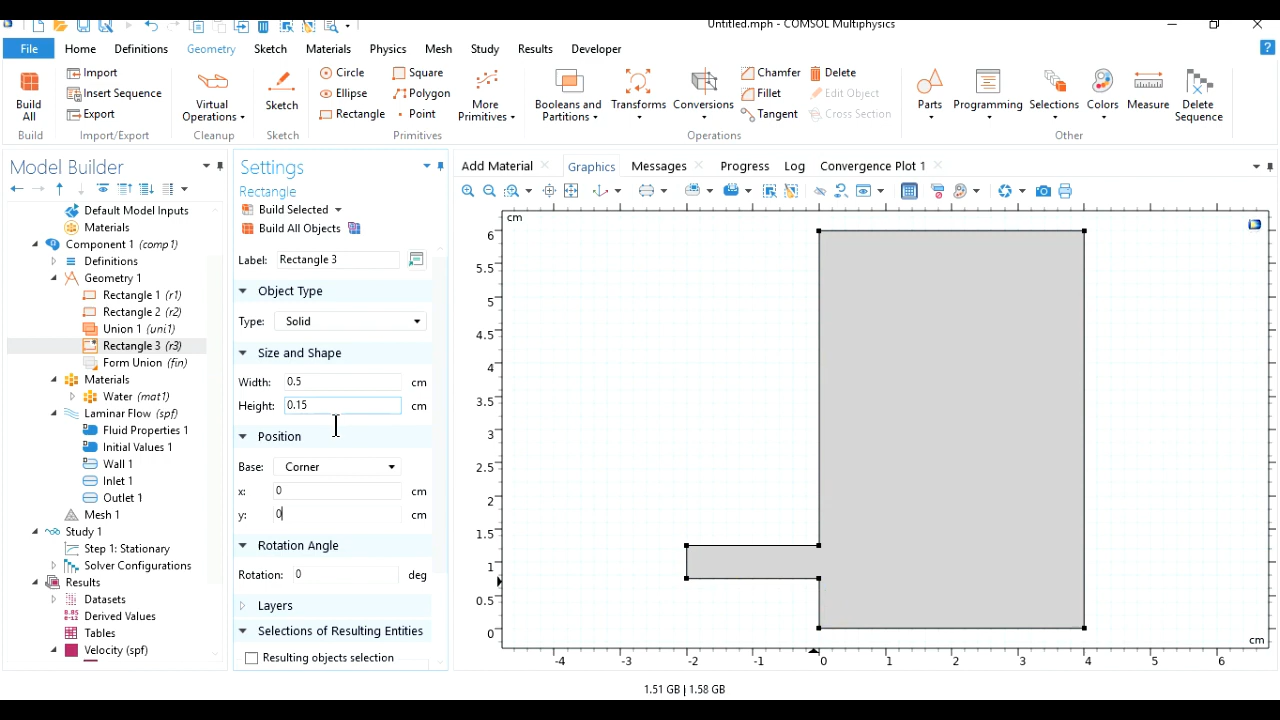 Untitled.mph - COMSOL Multiphysics
File Home Definitions Geometry Sketch Materials Physics Mesh Study Results Developer ?
Build All
Build
Import
Insert Sequence
Export
Import/Export
Virtual Operations
Cleanup
Sketch
Sketch
Circle Square
Ellipse Polygon
Rectangle Point
More Primitives
Primitives
Booleans and Partitions
Transforms
Conversions
Chamfer Delete
Fillet Edit Object
Tangent Cross Section
Operations
Parts
Programming
Selections
Colors
Measure
Delete Sequence
Other
Model Builder
Default Model Inputs
Materials
Component 1 (comp1)
Definitions
Geometry 1
Rectangle 1 (r1)
Rectangle 2 (r2)
Union 1 (uni1)
Rectangle 3 (r3)
Form Union (fin)
Materials
Water (mat1)
Laminar Flow (spf)
Fluid Properties 1
Initial Values 1
Wall 1
Inlet 1
Outlet 1
Mesh 1
Study 1
Step 1: Stationary
Solver Configurations
Results
Datasets
8.85
e-12
Derived Values
Tables
Velocity (spf)
Settings
Rectangle
Build Selected
Build All Objects
Label: Rectangle 3
Object Type
Type: Solid
Size and Shape
Width: 0.5 cm
Height: 0.15 cm
Position
Base: Corner
x: 0 cm
y: 0 cm
Rotation Angle
Rotation: 0 deg
Layers
Selections of Resulting Entities
Resulting objects selection
Add Material Graphics Messages Progress Log Convergence Plot 1
cm
6
5.5
5
4.5
4
3.5
3
2.5
2
1.5
1
0.5
0
cm
-4 -3 -2 -1 0 1 2 3 4 5 6
1.51 GB | 1.58 GB